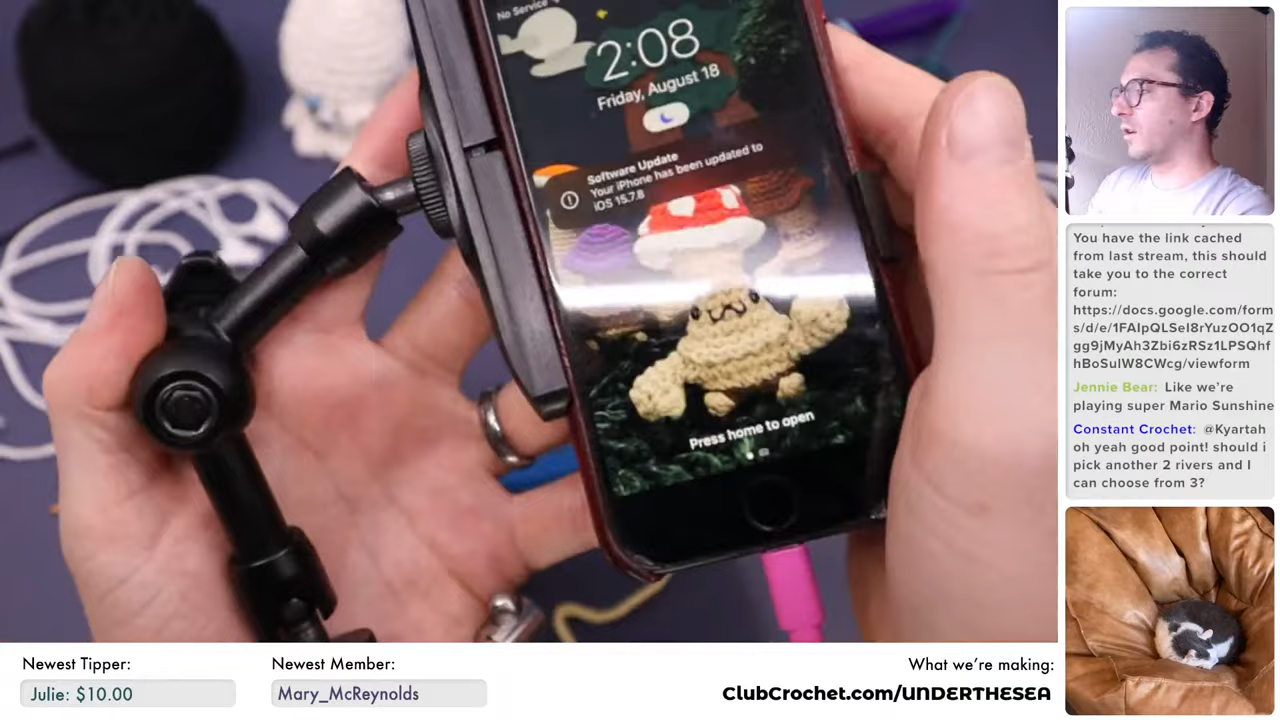 No Service
2:08
Friday, August 18
Software Update
Your iPhone has been updated to
iOS 15.7.8
Press home to open
You have the link cached
from last stream, this should
take you to the correct
forum:
https://docs.google.com/form
s/d/e/1FAIpQLSeI8rYuzOO1qZ
gg9jMyAh3Zbi6zRSz1LPSQhf
hBoSulW8CWcg/viewform
Jennie Bear: Like we're
playing super Mario Sunshine
Constant Crochet: @Kyartah
oh yeah good point! should i
pick another 2 rivers and I
can choose from 3?
Newest Tipper:
Julie: $10.00
Newest Member:
Mary_McReynolds
What we're making:
ClubCrochet.com/UNDERTHESEA